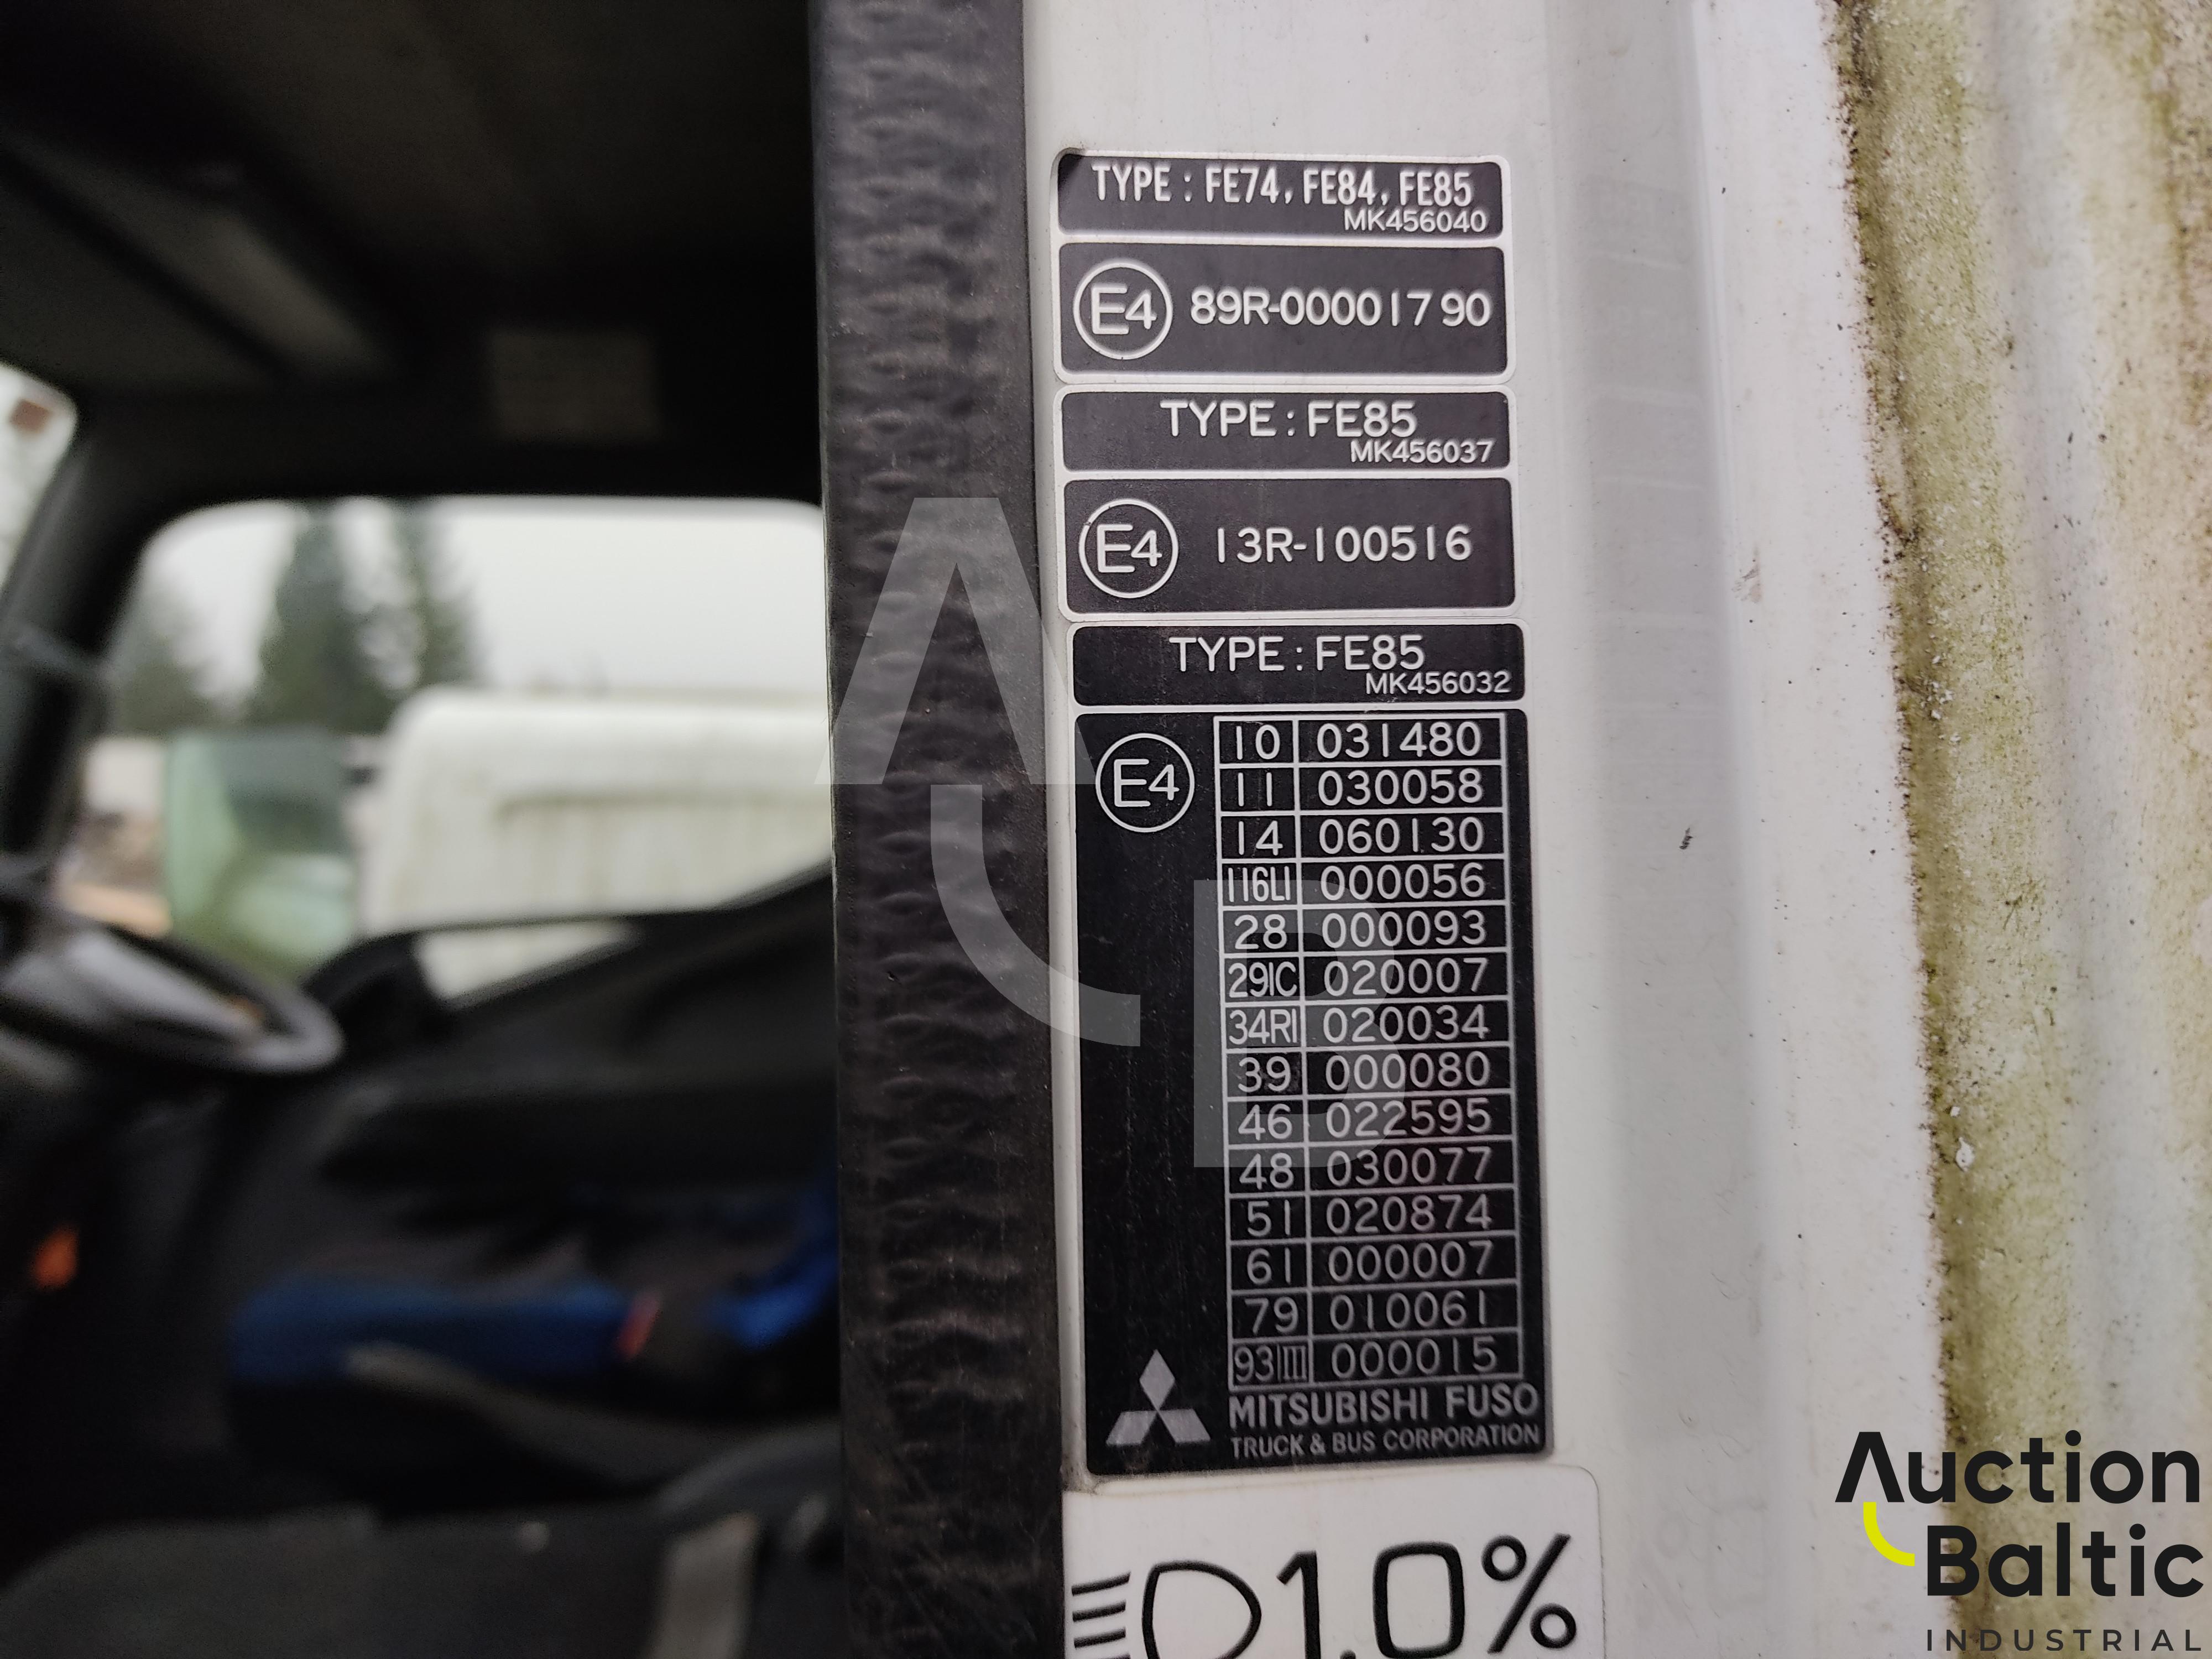 TYPE : FE74, FE84, FE85
MK456040
E4 89R-00001790
TYPE : FE85
MK456037
E4 13R-100516
TYPE : FE85
MK456032
E4
10 031480
11 030058
14 060130
116LI 000056
28 000093
29IC 020007
34RI 020034
39 000080
46 022595
48 030077
51 020874
61 000007
79 010061
93III 000015
MITSUBISHI FUSO
TRUCK & BUS CORPORATION
1.0%
Auction
Baltic
INDUSTRIAL